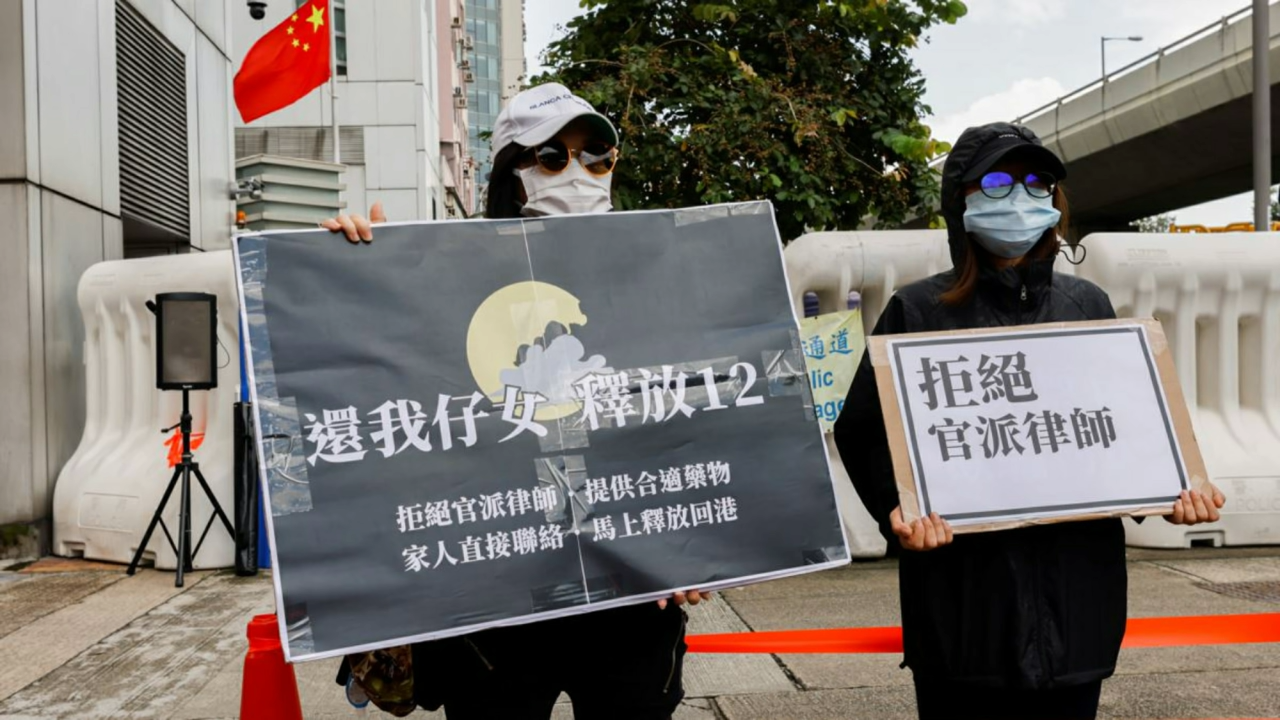 還我仔女 釋放12
拒絕官派律師・提供合適藥物
家人直接聯絡・馬上釋放回港
拒絕
官派律師
通道
lic
age